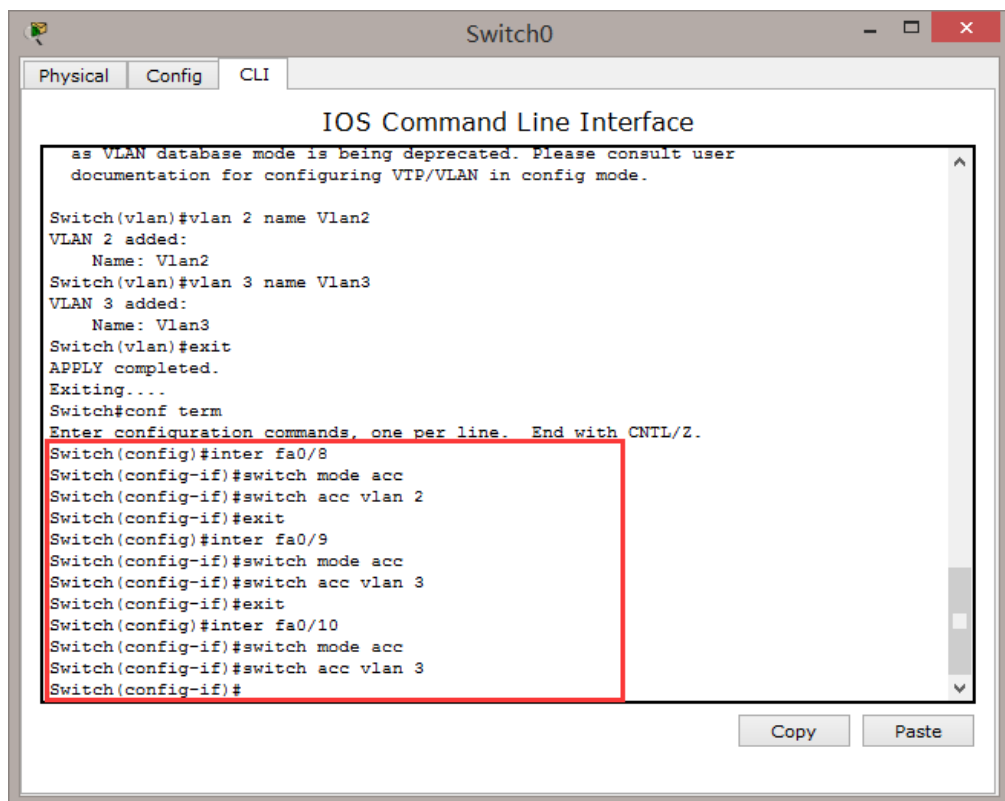 Switch0
Physical Config CLI
IOS Command Line Interface
as VLAN database mode is being deprecated. Please consult user
documentation for configuring VTP/VLAN in config mode.
Switch(vlan)#vlan 2 name Vlan2
VLAN 2 added:
Name: Vlan2
Switch(vlan)#vlan 3 name Vlan3
VLAN 3 added:
Name: Vlan3
Switch(vlan)#exit
APPLY completed.
Exiting....
Switch#conf term
Enter configuration commands, one per line. End with CNTL/Z.
Switch(config)#inter fa0/8
Switch(config-if)#switch mode acc
Switch(config-if)#switch acc vlan 2
Switch(config-if)#exit
Switch(config)#inter fa0/9
Switch(config-if)#switch mode acc
Switch(config-if)#switch acc vlan 3
Switch(config-if)#exit
Switch(config)#inter fa0/10
Switch(config-if)#switch mode acc
Switch(config-if)#switch acc vlan 3
Switch(config-if)#
Copy Paste